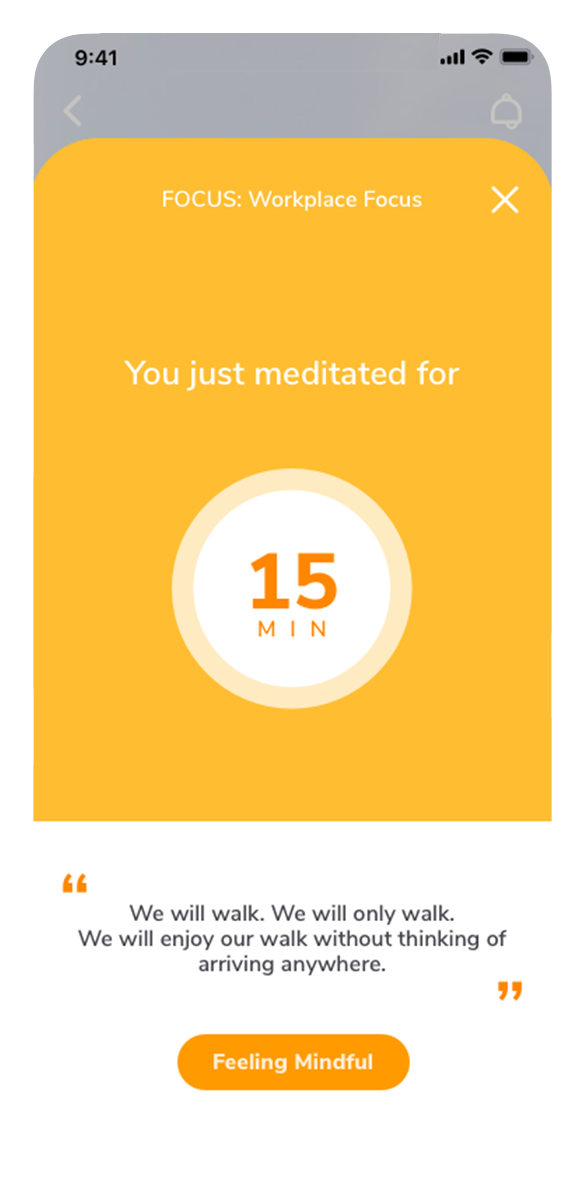 9:41
FOCUS: Workplace Focus
You just meditated for
15
MIN
“
We will walk. We will only walk.
We will enjoy our walk without thinking of
arriving anywhere.
”
Feeling Mindful